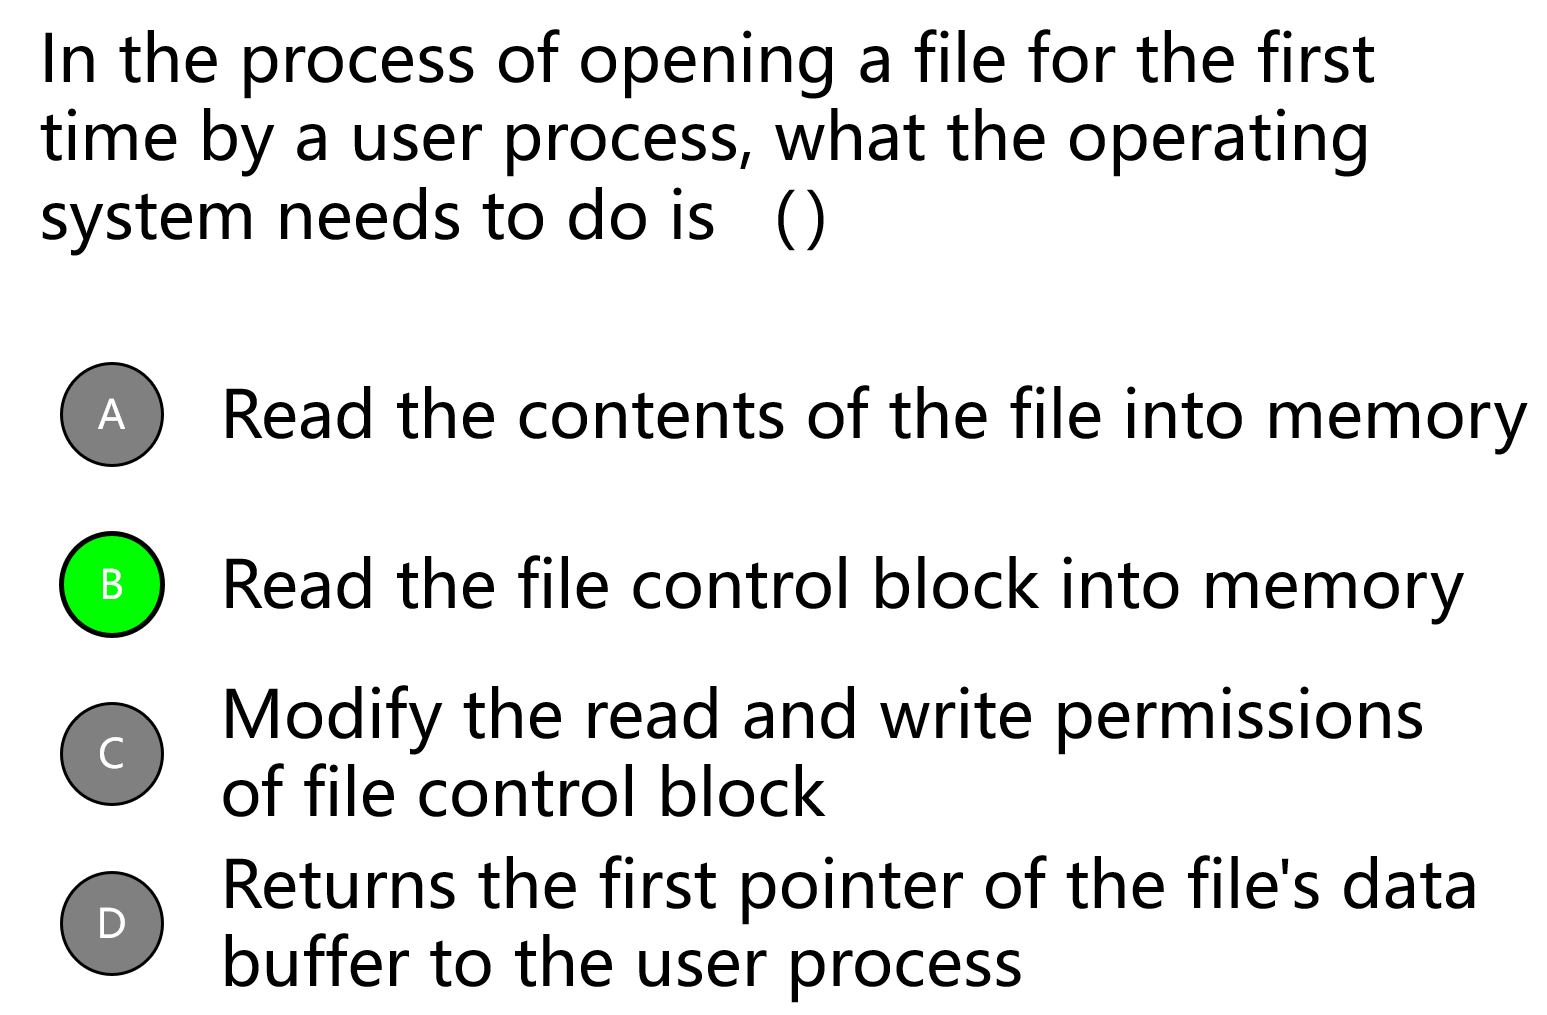 In the process of opening a file for the first
time by a user process, what the operating
system needs to do is （）
A Read the contents of the file into memory
B Read the file control block into memory
C Modify the read and write permissions
of file control block
D Returns the first pointer of the file's data
buffer to the user process